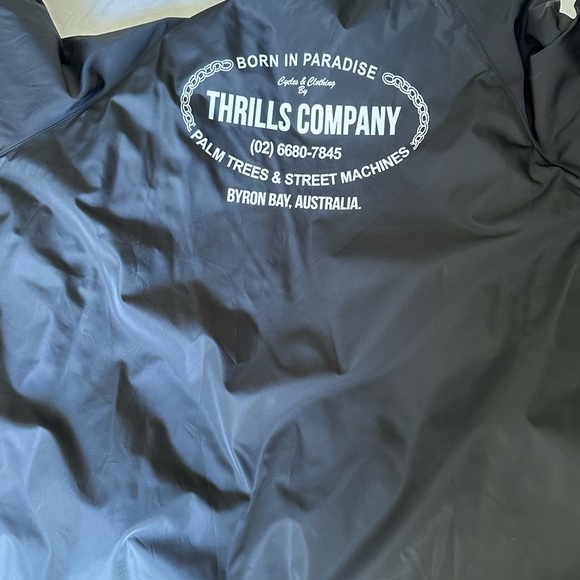 BORN IN PARADISE
Cycles & Clothing
By
THRILLS COMPANY
(02) 6680-7845
PALM TREES & STREET MACHINES
BYRON BAY, AUSTRALIA.